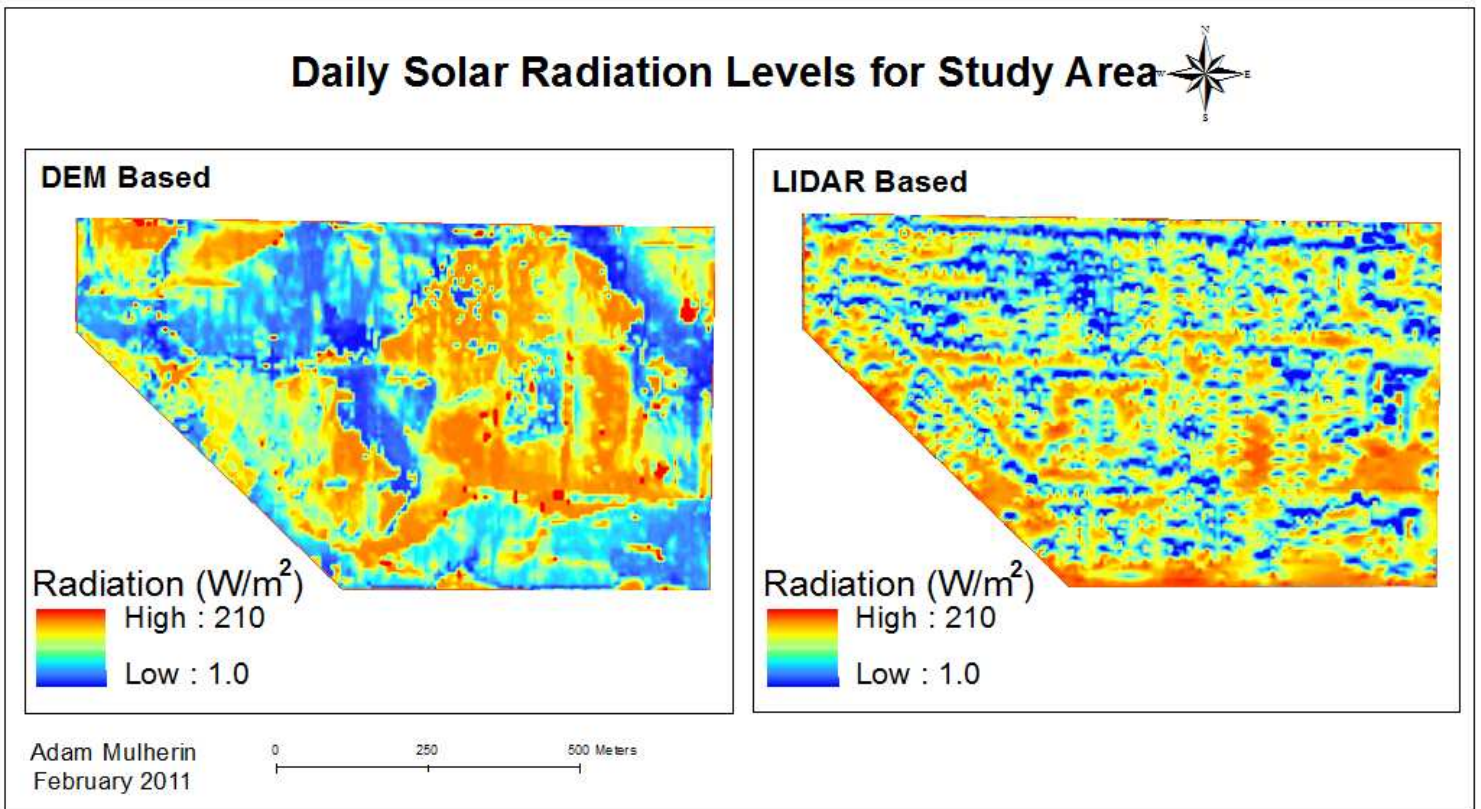 Daily Solar Radiation Levels for Study Area
N
W
E
S
DEM Based
Radiation (W/m²)
High : 210
Low : 1.0
LIDAR Based
Radiation (W/m²)
High : 210
Low : 1.0
Adam Mulherin
February 2011
0 250 500 Meters